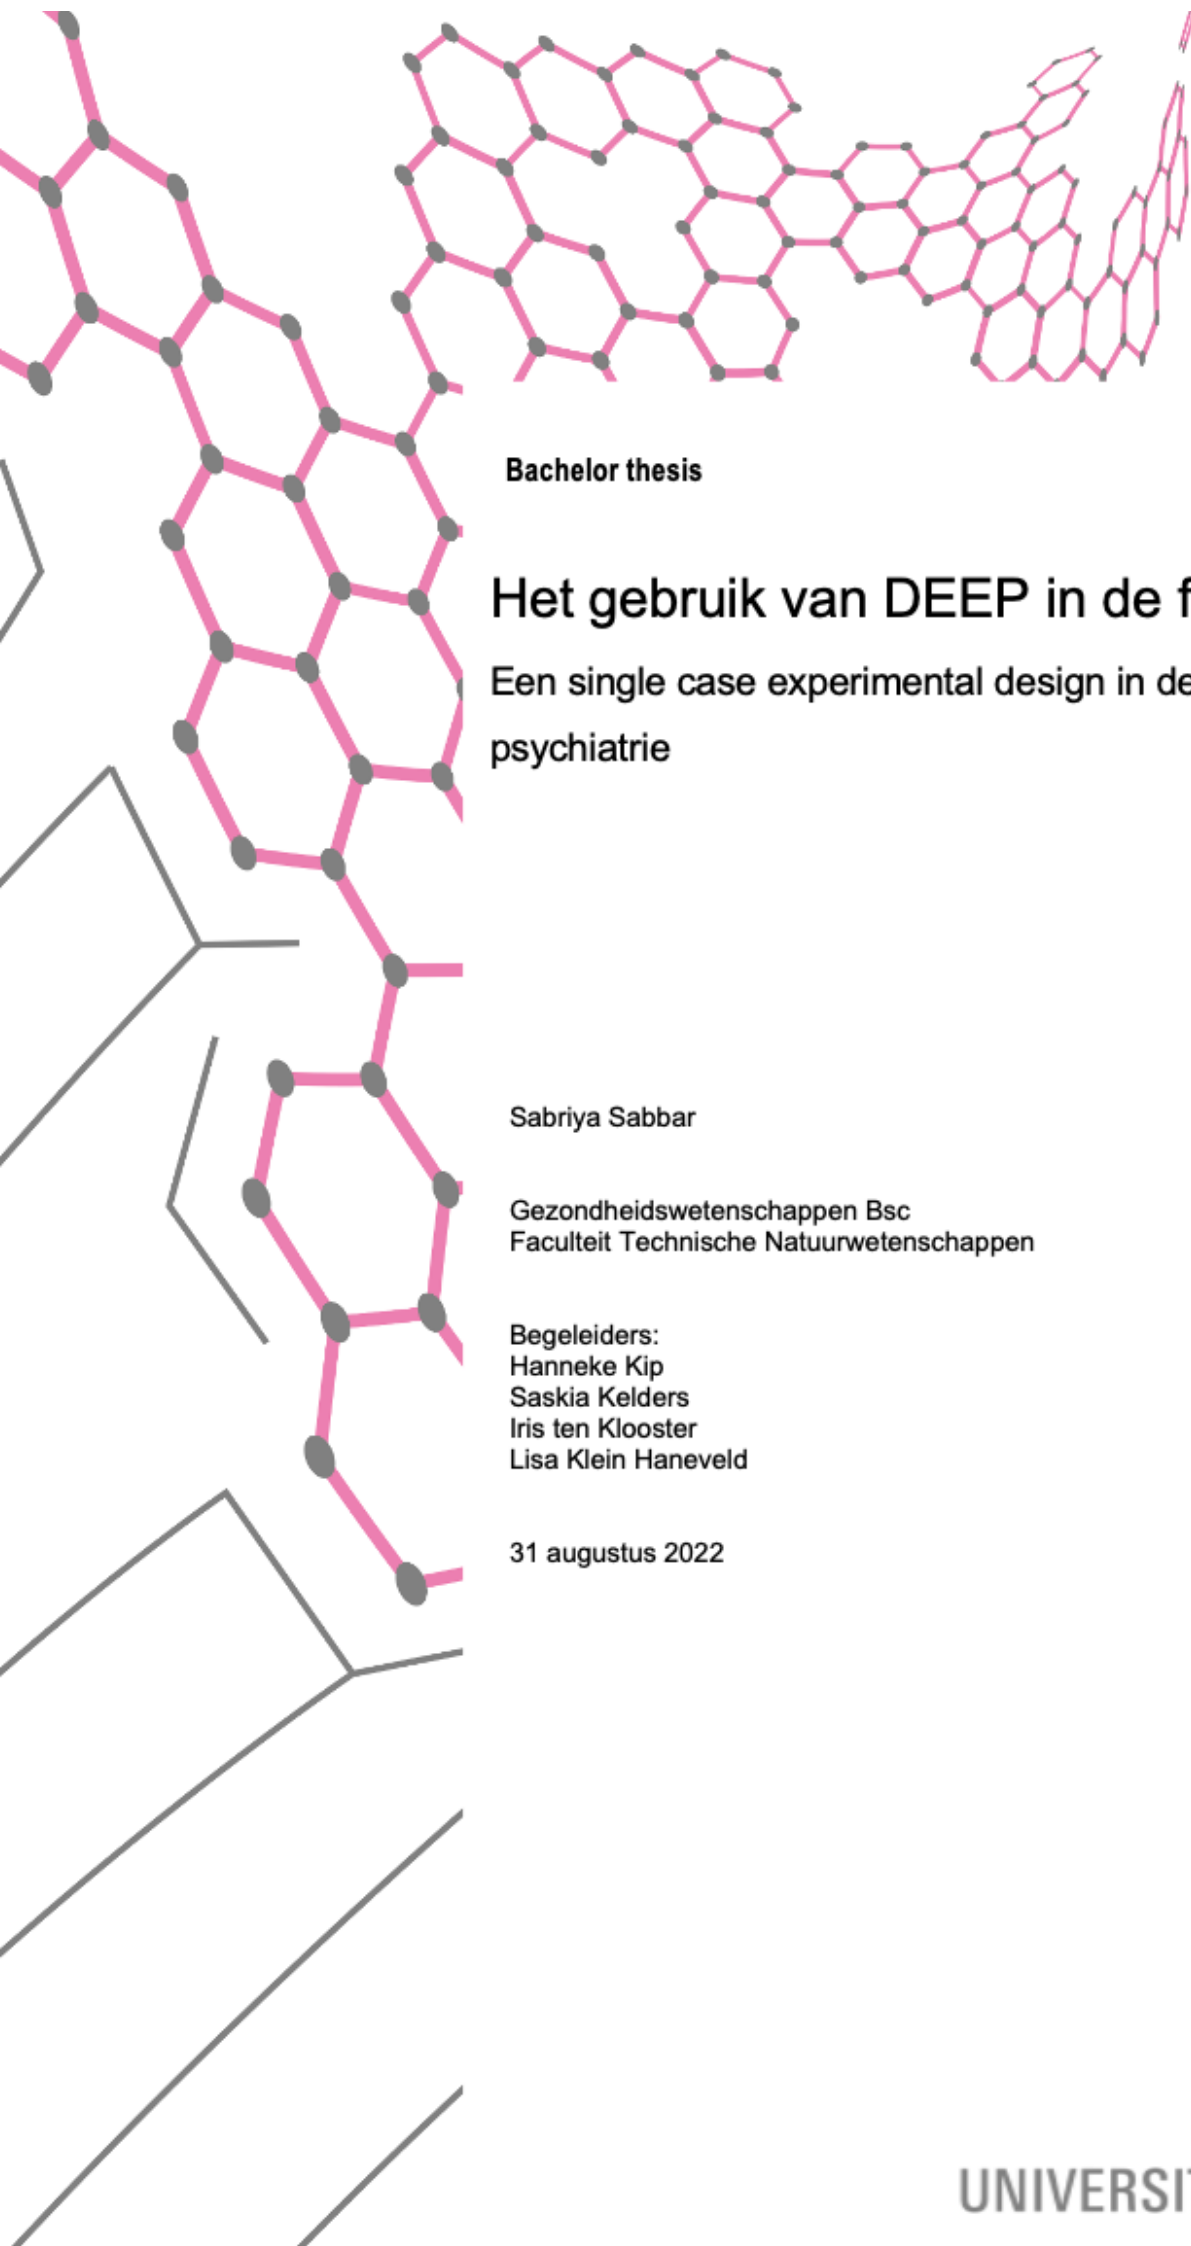 Bachelor thesis
Het gebruik van DEEP in de f
Een single case experimental design in de
psychiatrie
Sabriya Sabbar
Gezondheidswetenschappen Bsc
Faculteit Technische Natuurwetenschappen
Begeleiders:
Hanneke Kip
Saskia Kelders
Iris ten Klooster
Lisa Klein Haneveld
31 augustus 2022
UNIVERSI